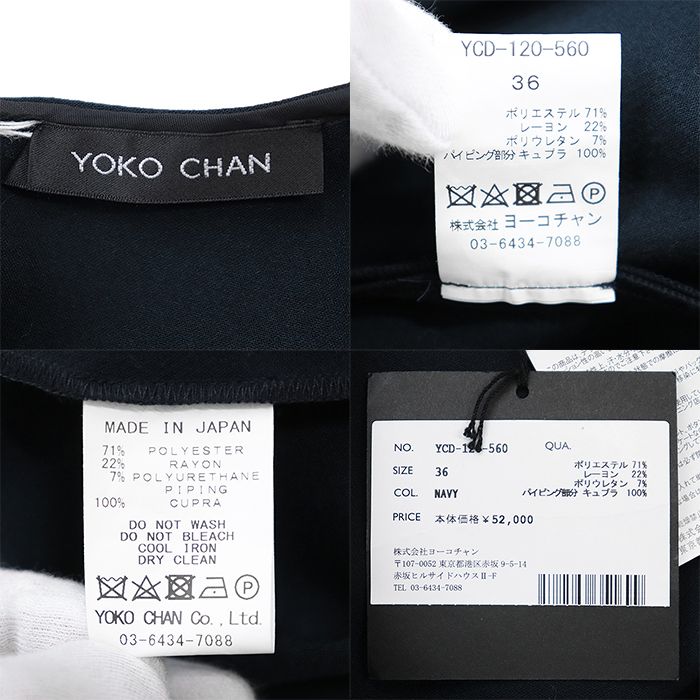 YOKO CHAN
YCD-120-560
36
ポリエステル 71%
レーヨン 22%
ポリウレタン 7%
パイピング部分 キュプラ 100%
株式会社 ヨーコチャン
03-6434-7088
MADE IN JAPAN
71% POLYESTER
22% RAYON
7% POLYURETHANE
PIPING
100% CUPRA
DO NOT WASH
DO NOT BLEACH
COOL IRON
DRY CLEAN
YOKO CHAN Co., Ltd.
03-6434-7088
NO. YCD-120-560 QUA.
SIZE 36
COL. NAVY
ポリエステル 71%
レーヨン 22%
ポリウレタン 7%
パイピング部分 キュプラ 100%
PRICE 本体価格 ¥52,000
株式会社ヨーコチャン
〒107-0052 東京都港区赤坂 9-5-14
赤坂ヒルサイドハウスⅡ-F
TEL 03-6434-7088